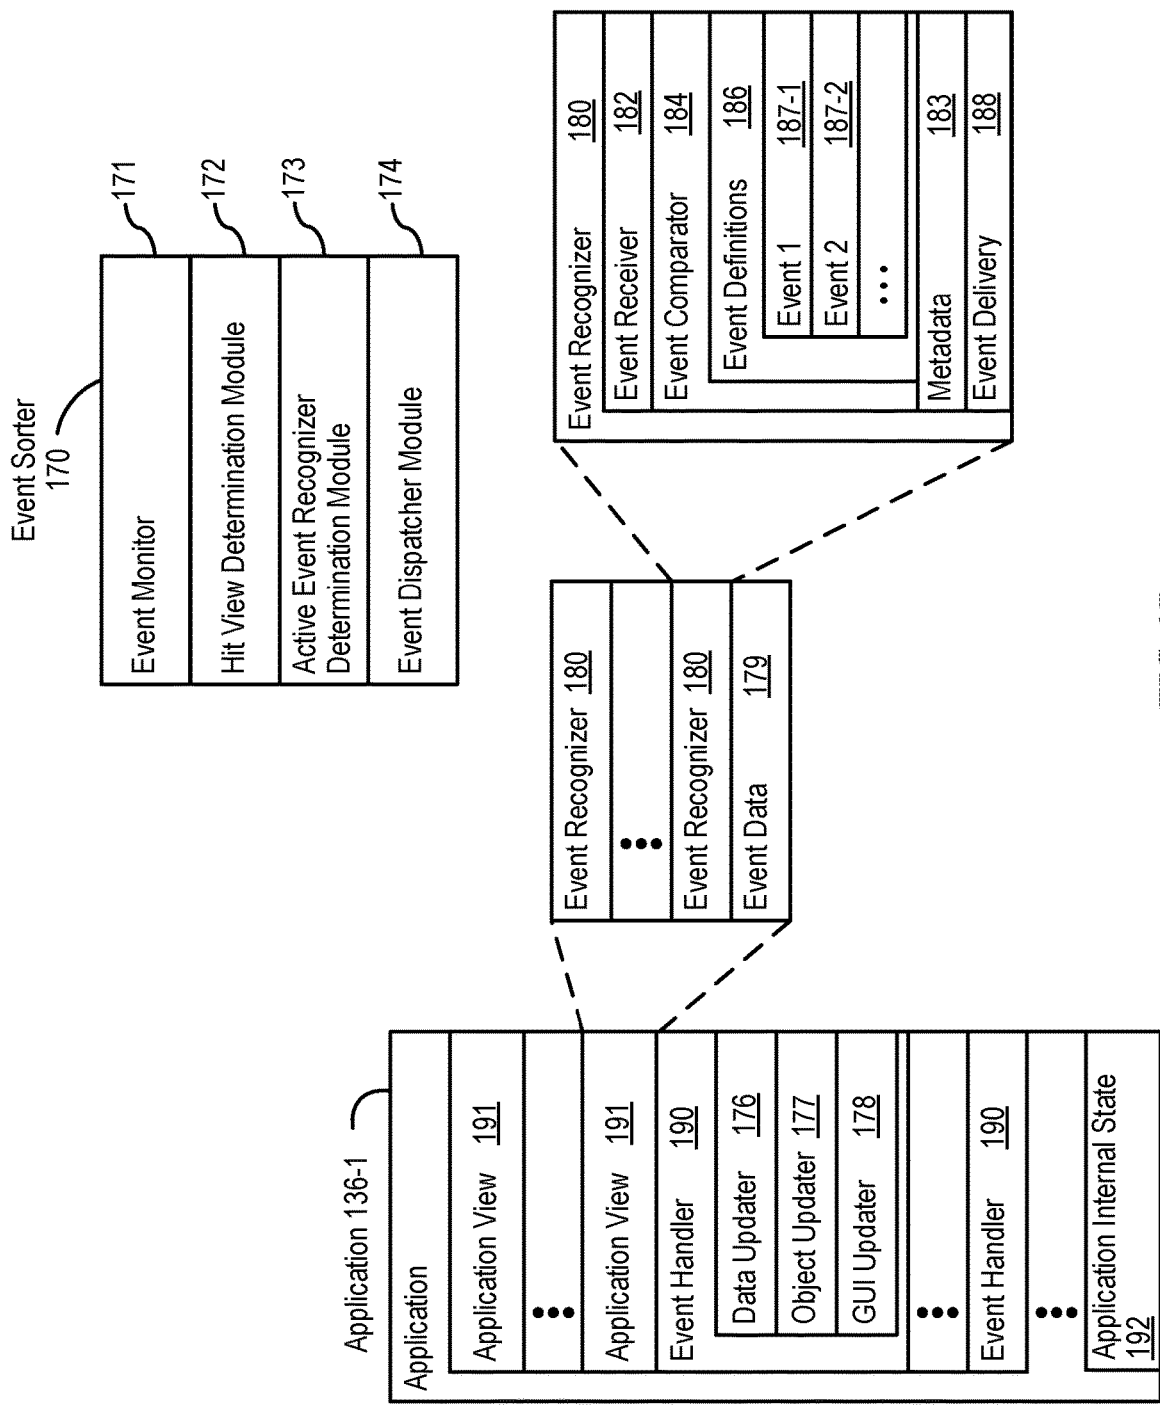 Event Sorter
170
Event Monitor
171
Hit View Determination Module
172
Active Event Recognizer
Determination Module
173
Event Dispatcher Module
174
Application 136-1
Application
Application View 191
Application View 191
Event Handler 190
Data Updater 176
Object Updater 177
GUI Updater 178
Event Handler 190
Application Internal State
192
Event Recognizer 180
Event Recognizer 180
Event Data 179
Event Recognizer 180
Event Receiver 182
Event Comparator 184
Event Definitions 186
Event 1 187-1
Event 2 187-2
Metadata 183
Event Delivery 188